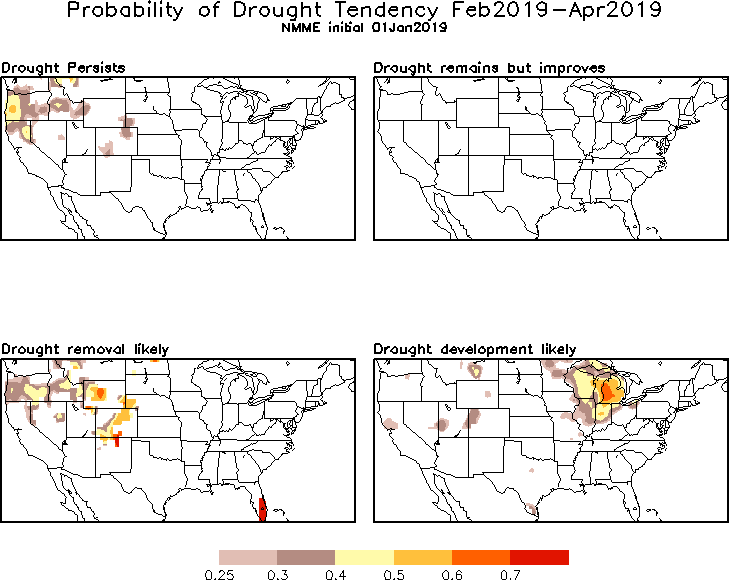 Probability of Drought Tendency Feb2019-Apr2019
NMME initial 01Jan2019
Drought Persists
Drought remains but improves
Drought removal likely
Drought development likely
0.25 0.3 0.4 0.5 0.6 0.7